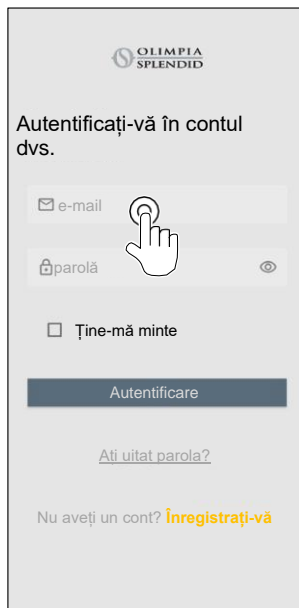 OLIMPIA
SPLENDID
Autentificați-vă în contul
dvs.
e-mail
parolă
Ține-mă minte
Autentificare
Ați uitat parola?
Nu aveți un cont? Înregistrați-vă